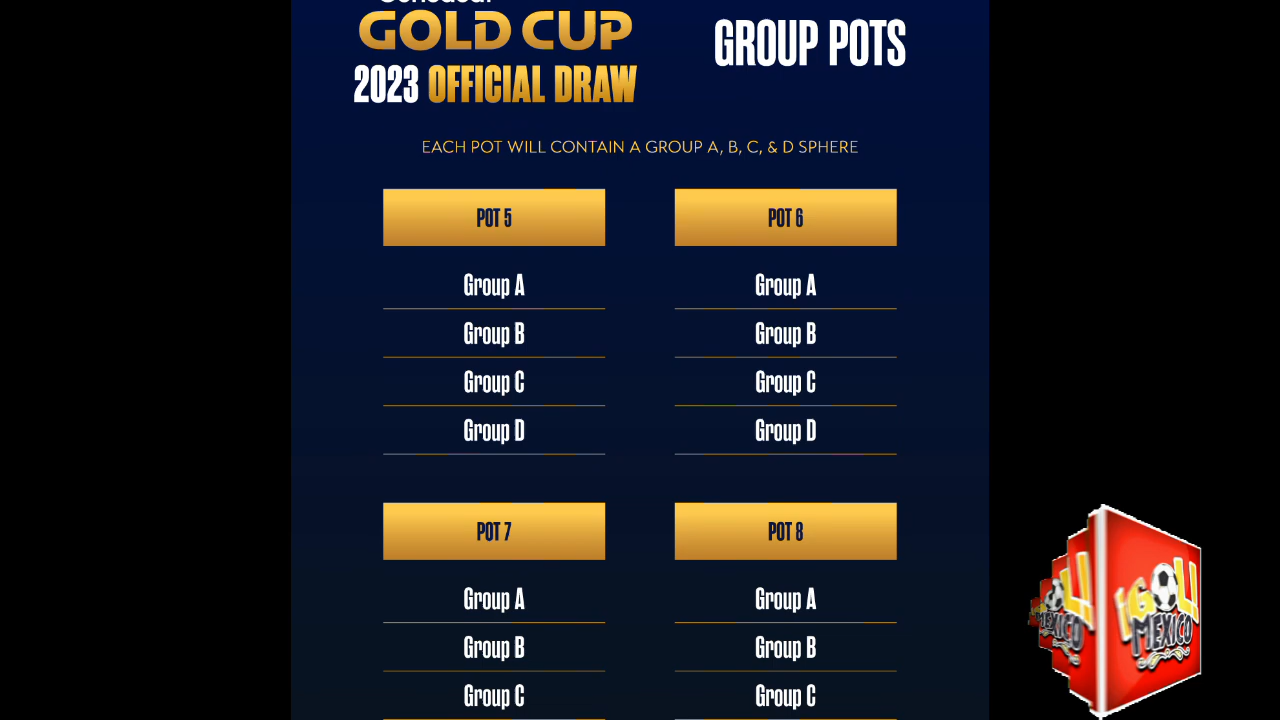 GOLD CUP
2023 OFFICIAL DRAW
GROUP POTS
EACH POT WILL CONTAIN A GROUP A, B, C, & D SPHERE
POT 5
Group A
Group B
Group C
Group D
POT 6
Group A
Group B
Group C
Group D
POT 7
Group A
Group B
Group C
POT 8
Group A
Group B
Group C
¡GOL!
MEXICO